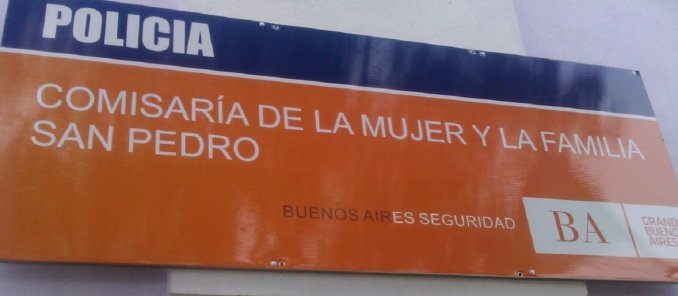 POLICIA
COMISARÍA DE LA MUJER Y LA FAMILIA
SAN PEDRO
BUENOS AIRES SEGURIDAD
BA
GRAN
BUENOS
AIRES